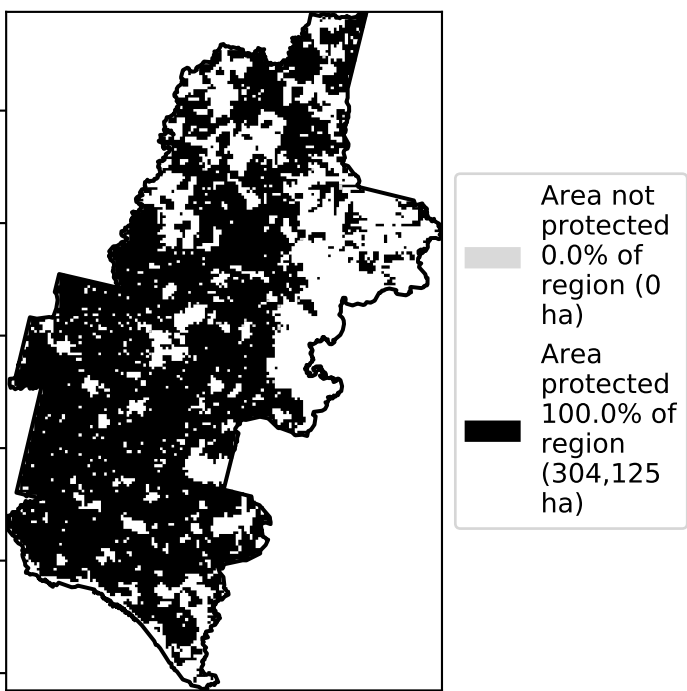 Area not
protected
0.0% of
region (0
ha)
Area
protected
100.0% of
region
(304,125
ha)